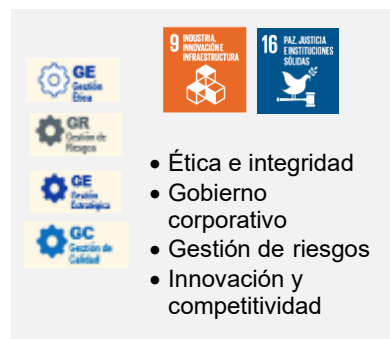 9 INDUSTRIA,
INNOVACIÓN E
INFRAESTRUCTURA
16 PAZ, JUSTICIA
E INSTITUCIONES
SÓLIDAS
GE
Gestión
Ética
GR
Gestión de
Riesgos
GE
Gestión
Estratégica
GC
Gestión de
Calidad
• Ética e integridad
• Gobierno
corporativo
• Gestión de riesgos
• Innovación y
competitividad